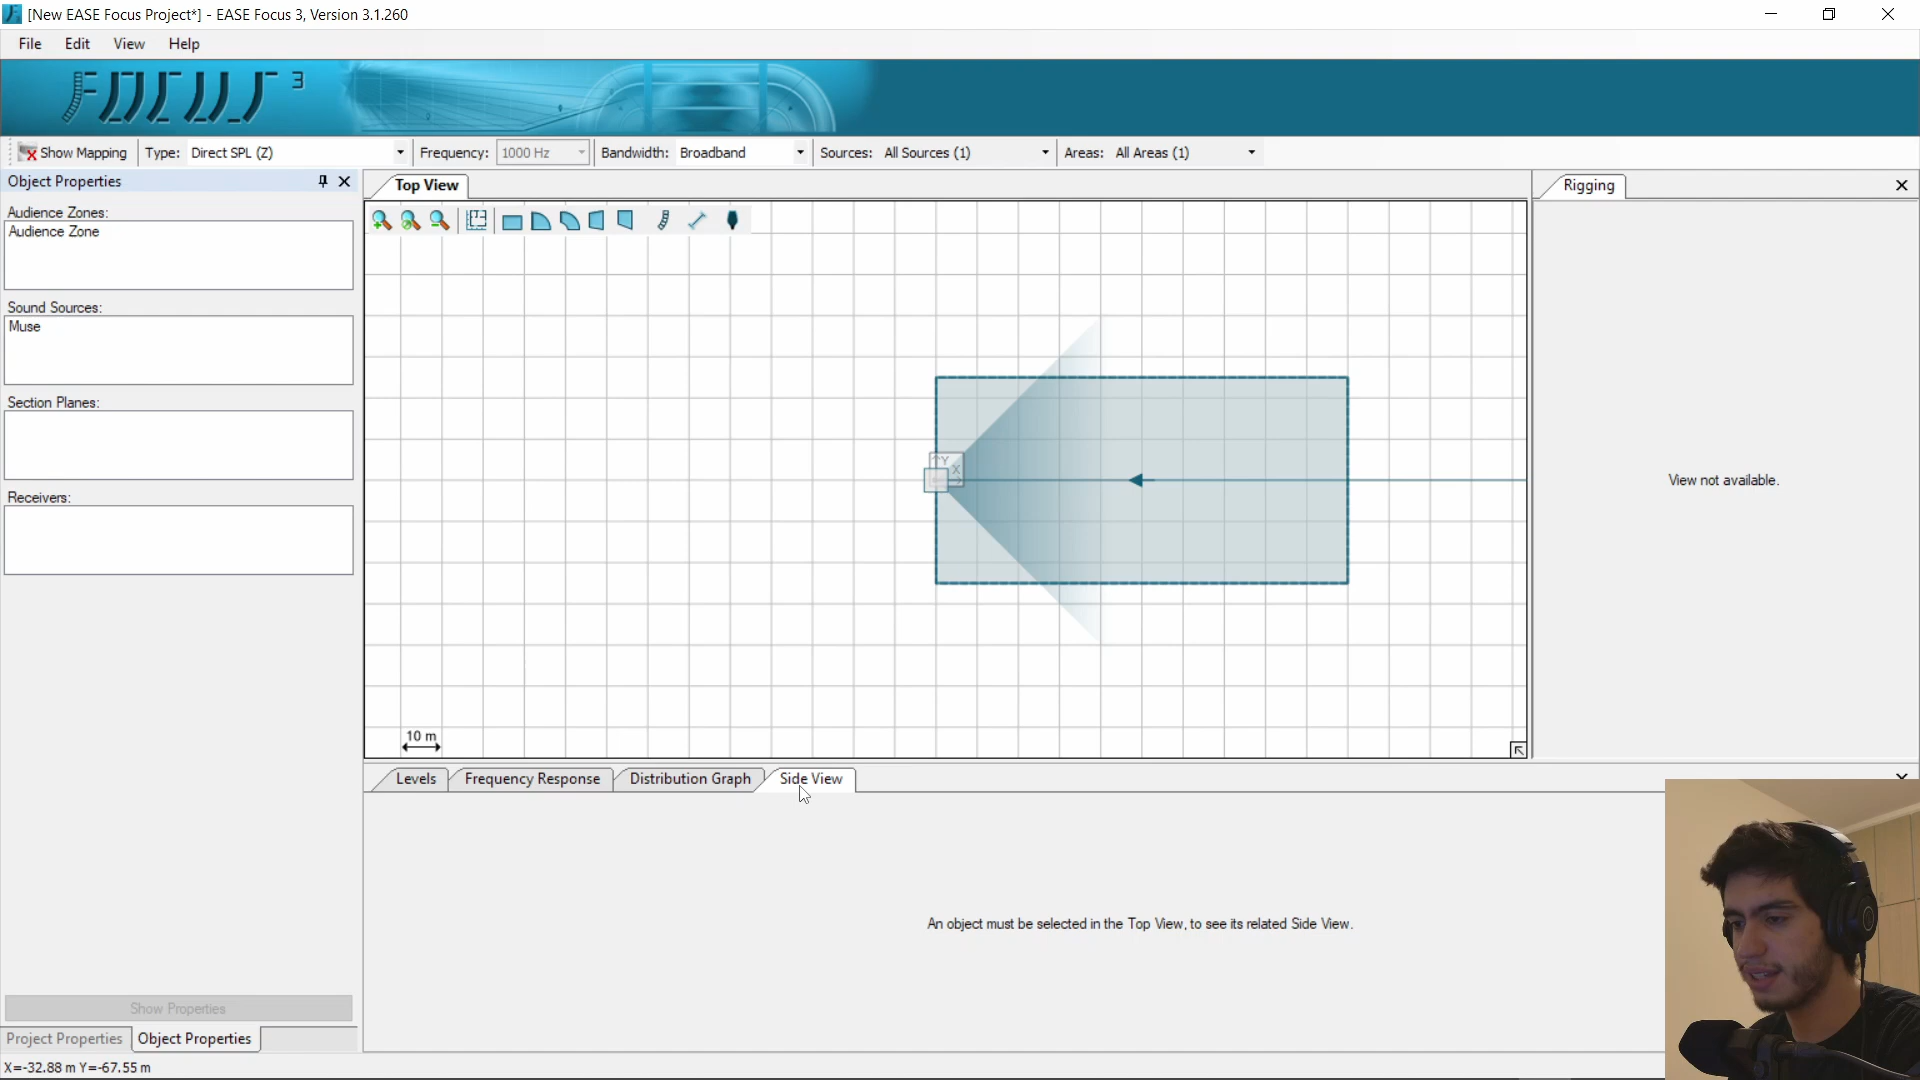 [New EASE Focus Project*] - EASE Focus 3, Version 3.1.260
File Edit View Help
FOCUS 3
Show Mapping Type: Direct SPL (Z) Frequency: 1000 Hz Bandwidth: Broadband Sources: All Sources (1) Areas: All Areas (1)
Object Properties
Top View
Rigging
Audience Zones:
Audience Zone
Sound Sources:
Muse
Section Planes:
Receivers:
Y
X
View not available.
10 m
Levels Frequency Response Distribution Graph Side View
An object must be selected in the Top View, to see its related Side View.
Show Properties
Project Properties Object Properties
X=-32.88 m Y=-67.55 m